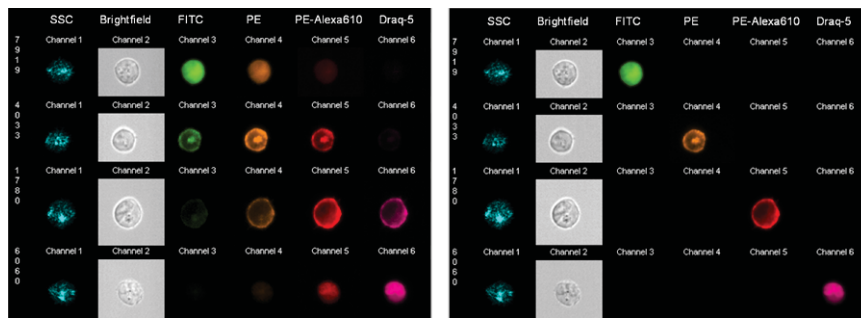 SSC Brightfield FITC PE PE-Alexa610 Draq-5
7919 Channel 1 Channel 2 Channel 3 Channel 4 Channel 5 Channel 6
4033 Channel 1 Channel 2 Channel 3 Channel 4 Channel 5 Channel 6
1780 Channel 1 Channel 2 Channel 3 Channel 4 Channel 5 Channel 6
6060 Channel 1 Channel 2 Channel 3 Channel 4 Channel 5 Channel 6
SSC Brightfield FITC PE PE-Alexa610 Draq-5
7919 Channel 1 Channel 2 Channel 3 Channel 4 Channel 5 Channel 6
4033 Channel 1 Channel 2 Channel 3 Channel 4 Channel 5 Channel 6
1780 Channel 1 Channel 2 Channel 3 Channel 4 Channel 5 Channel 6
6060 Channel 1 Channel 2 Channel 3 Channel 4 Channel 5 Channel 6